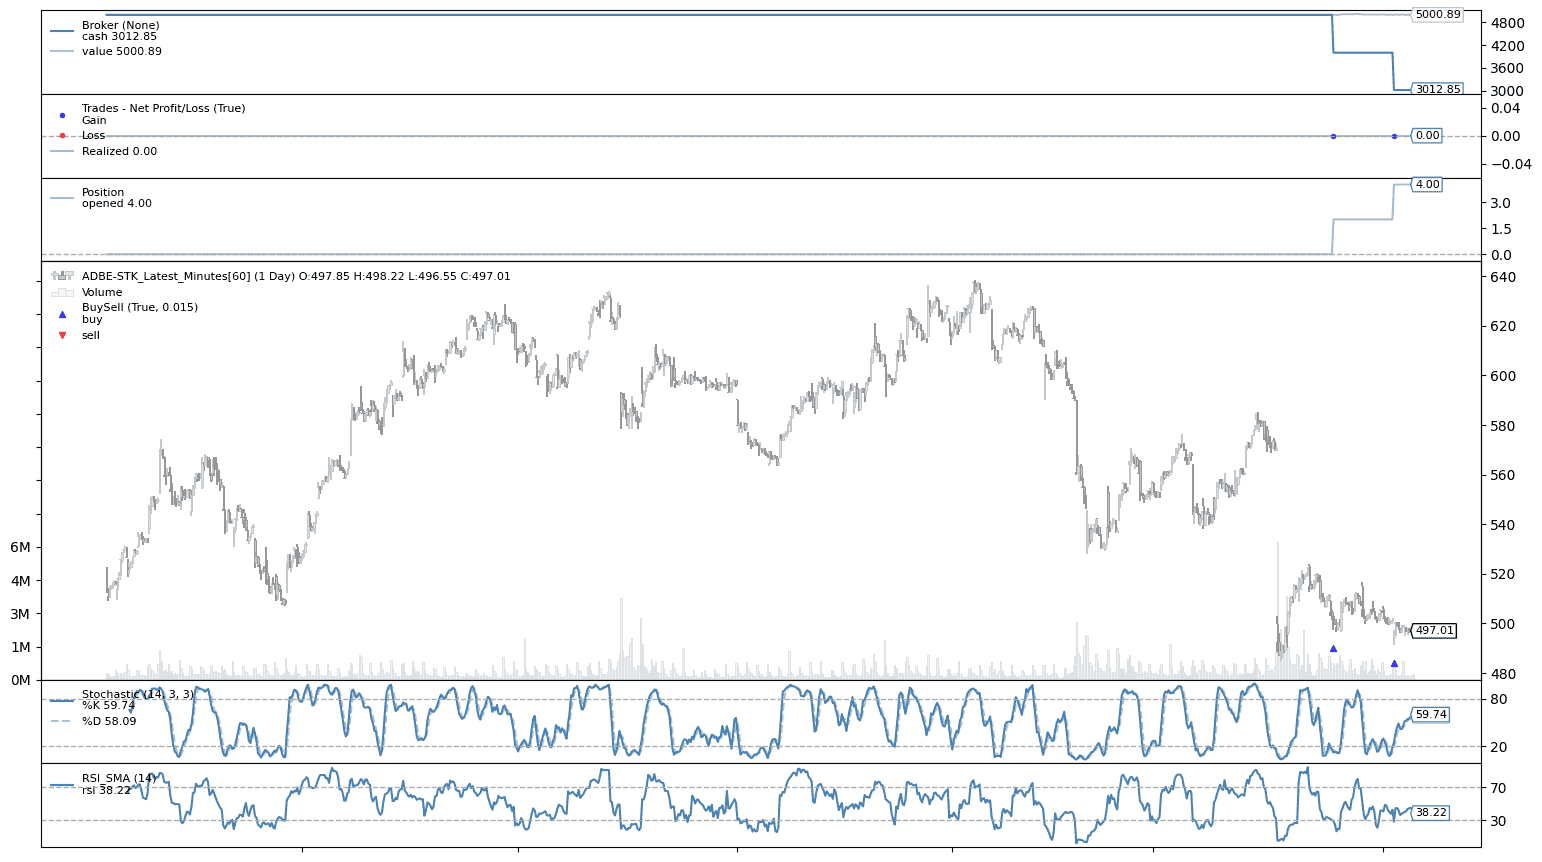 Broker (None)
cash 3012.85
value 5000.89
5000.89
4800
4200
3600
3000
3012.85
Trades - Net Profit/Loss (True)
Gain
Loss
Realized 0.00
0.04
0.00
0.00
−0.04
Position
opened 4.00
4.00
3.0
1.5
0.0
ADBE-STK_Latest_Minutes[60] (1 Day) O:497.85 H:498.22 L:496.55 C:497.01
Volume
BuySell (True, 0.015)
buy
sell
640
620
600
580
560
540
520
500
497.01
480
6M
4M
3M
1M
0M
Stochastic (14, 3, 3)
%K 59.74
%D 58.09
80
59.74
20
RSI_SMA (14)
rsi 38.22
70
38.22
30